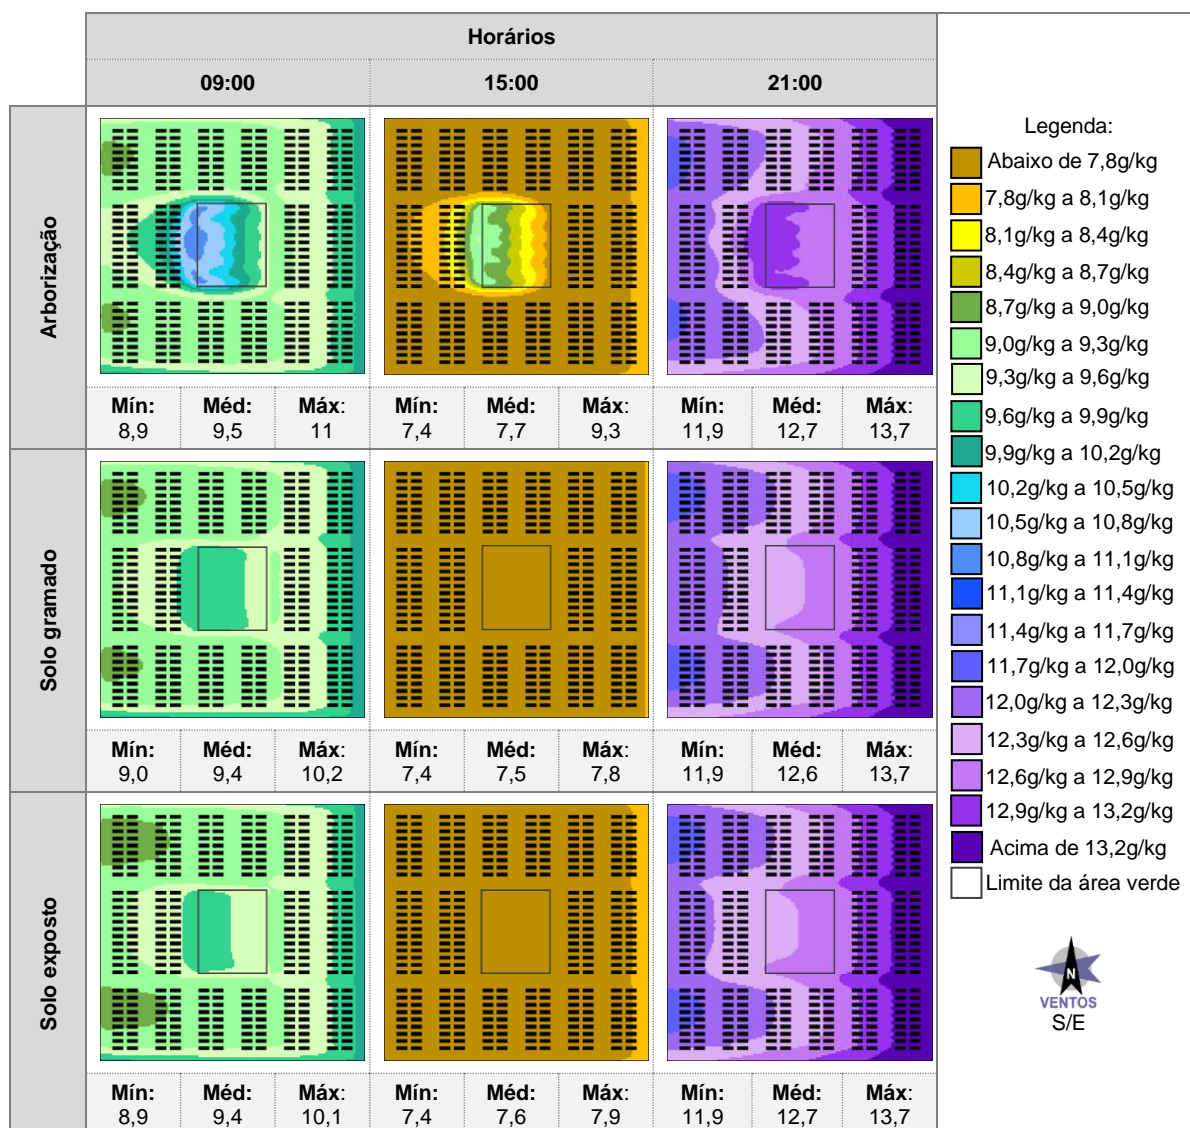 Horários
09:00 15:00 21:00
Arborização
Mín: Méd: Máx: Mín: Méd: Máx: Mín: Méd: Máx:
8,9 9,5 11 7,4 7,7 9,3 11,9 12,7 13,7
Solo gramado
Mín: Méd: Máx: Mín: Méd: Máx: Mín: Méd: Máx:
9,0 9,4 10,2 7,4 7,5 7,8 11,9 12,6 13,7
Solo exposto
Mín: Méd: Máx: Mín: Méd: Máx: Mín: Méd: Máx:
8,9 9,4 10,1 7,4 7,6 7,9 11,9 12,7 13,7
Legenda:
Abaixo de 7,8g/kg
7,8g/kg a 8,1g/kg
8,1g/kg a 8,4g/kg
8,4g/kg a 8,7g/kg
8,7g/kg a 9,0g/kg
9,0g/kg a 9,3g/kg
9,3g/kg a 9,6g/kg
9,6g/kg a 9,9g/kg
9,9g/kg a 10,2g/kg
10,2g/kg a 10,5g/kg
10,5g/kg a 10,8g/kg
10,8g/kg a 11,1g/kg
11,1g/kg a 11,4g/kg
11,4g/kg a 11,7g/kg
11,7g/kg a 12,0g/kg
12,0g/kg a 12,3g/kg
12,3g/kg a 12,6g/kg
12,6g/kg a 12,9g/kg
12,9g/kg a 13,2g/kg
Acima de 13,2g/kg
Limite da área verde
N
VENTOS
S/E